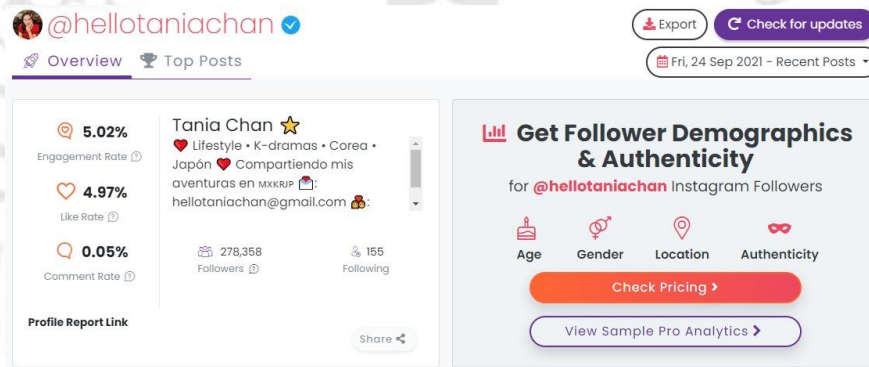 @hellotaniachan
Export
Check for updates
Overview
Top Posts
Fri, 24 Sep 2021 - Recent Posts
5.02%
Engagement Rate
4.97%
Like Rate
0.05%
Comment Rate
Profile Report Link
Tania Chan ⭐
❤️ Lifestyle • K-dramas • Corea •
Japón ❤️ Compartiendo mis
aventuras en MXKRJP 📩:
hellotaniachan@gmail.com 👩‍❤️‍👨:
278,358
Followers
155
Following
Share
Get Follower Demographics
& Authenticity
for @hellotaniachan Instagram Followers
Age
Gender
Location
Authenticity
Check Pricing >
View Sample Pro Analytics >